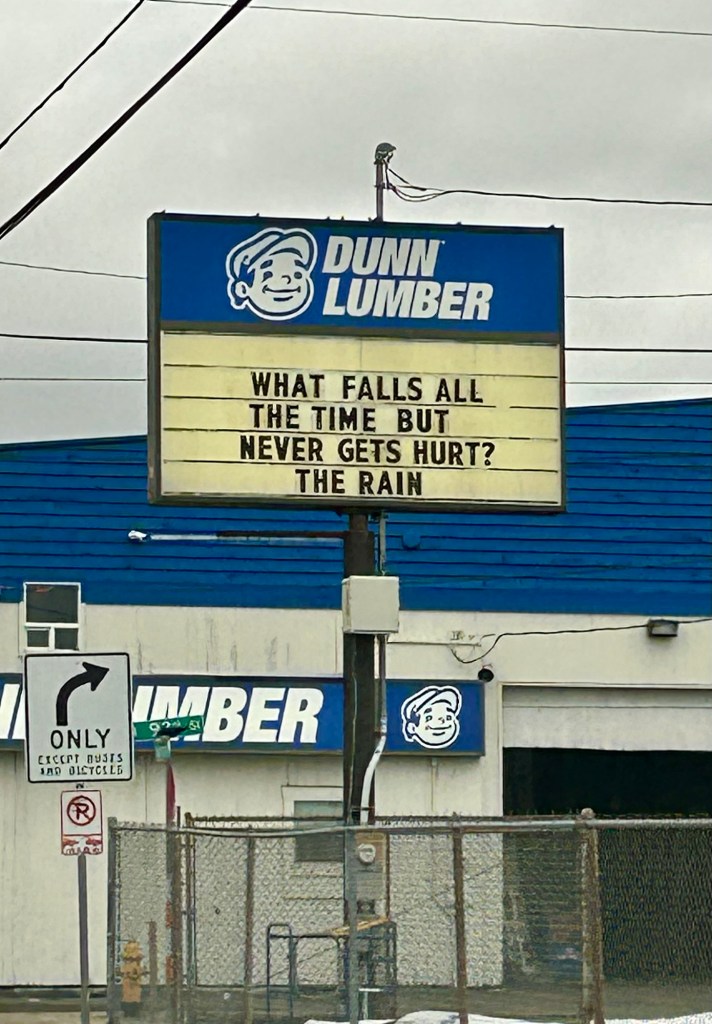 DUNN
LUMBER
WHAT FALLS ALL
THE TIME BUT
NEVER GETS HURT?
THE RAIN
UMBER
ONLY
EXCEPT BUSES
AND BICYCLES
ST
P